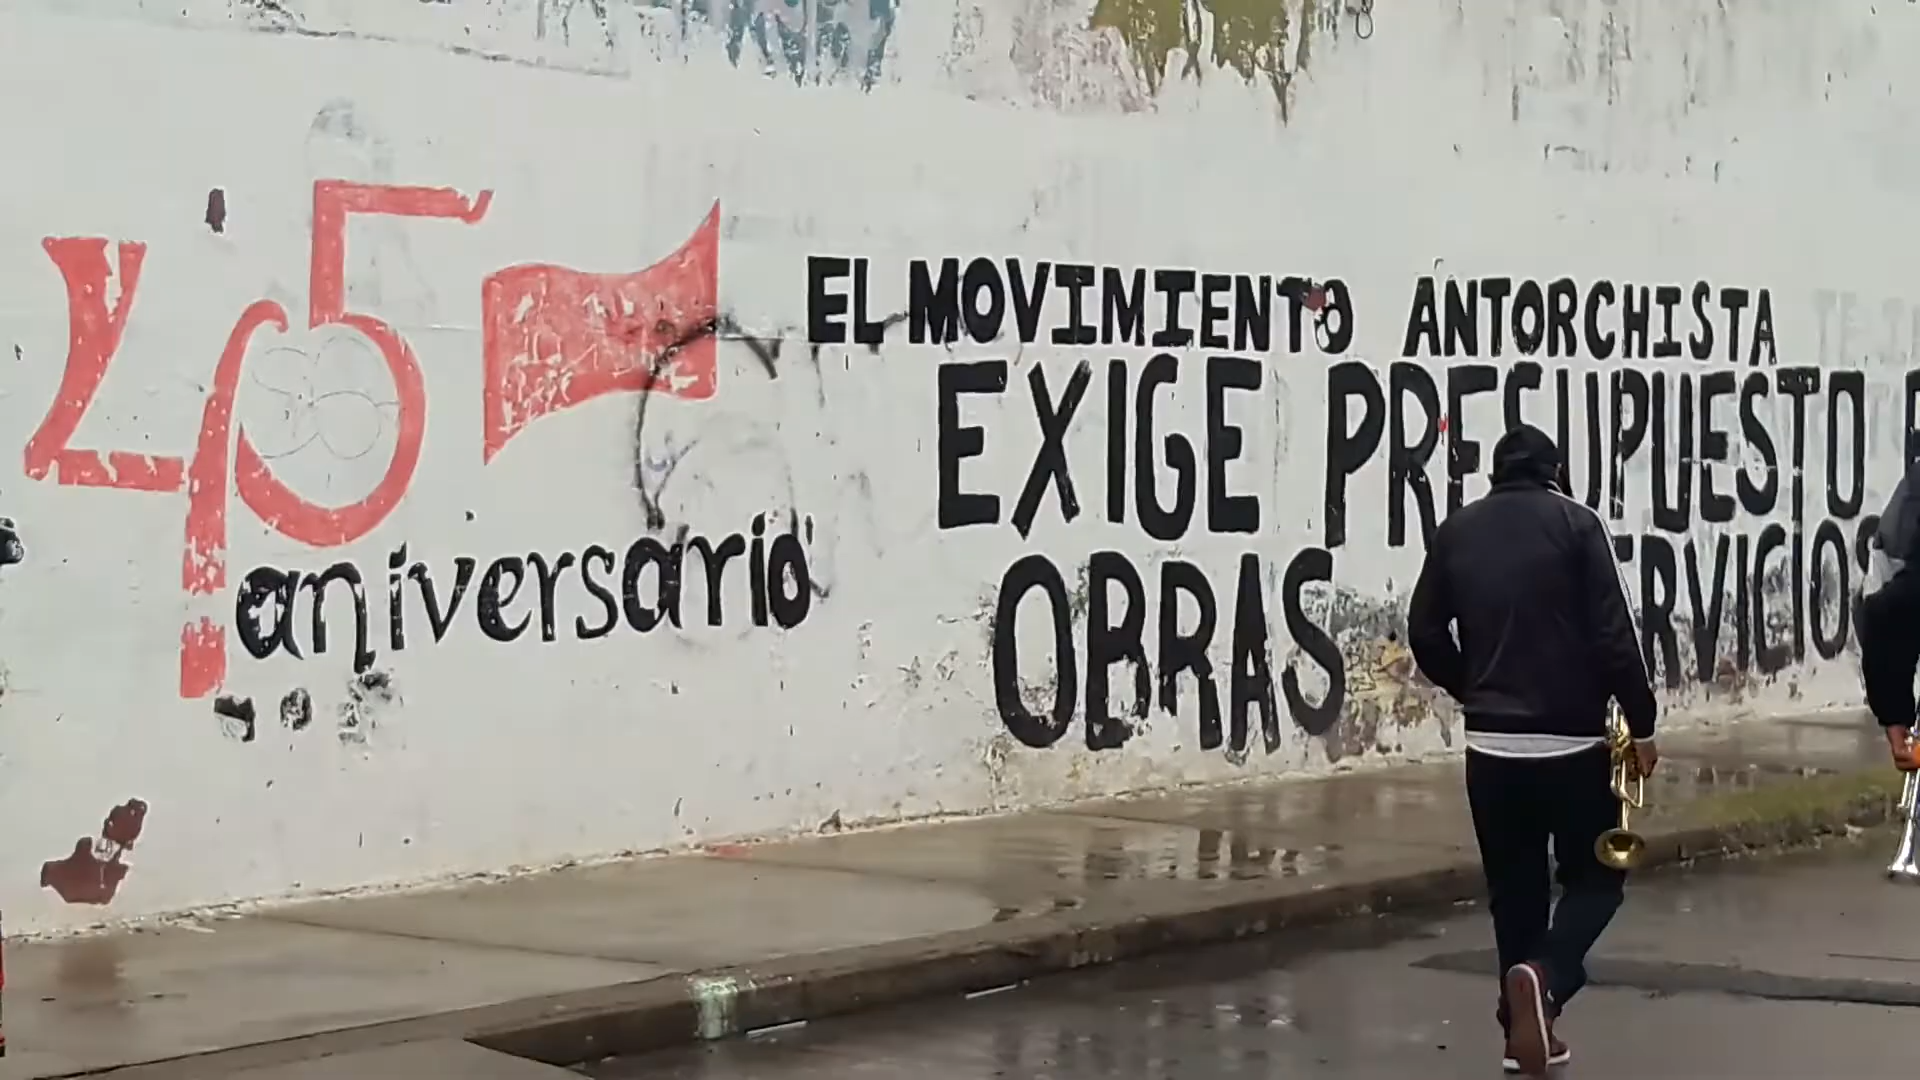 45
aniversario
EL MOVIMIENTO ANTORCHISTA
EXIGE PRESUPUESTO
OBRAS